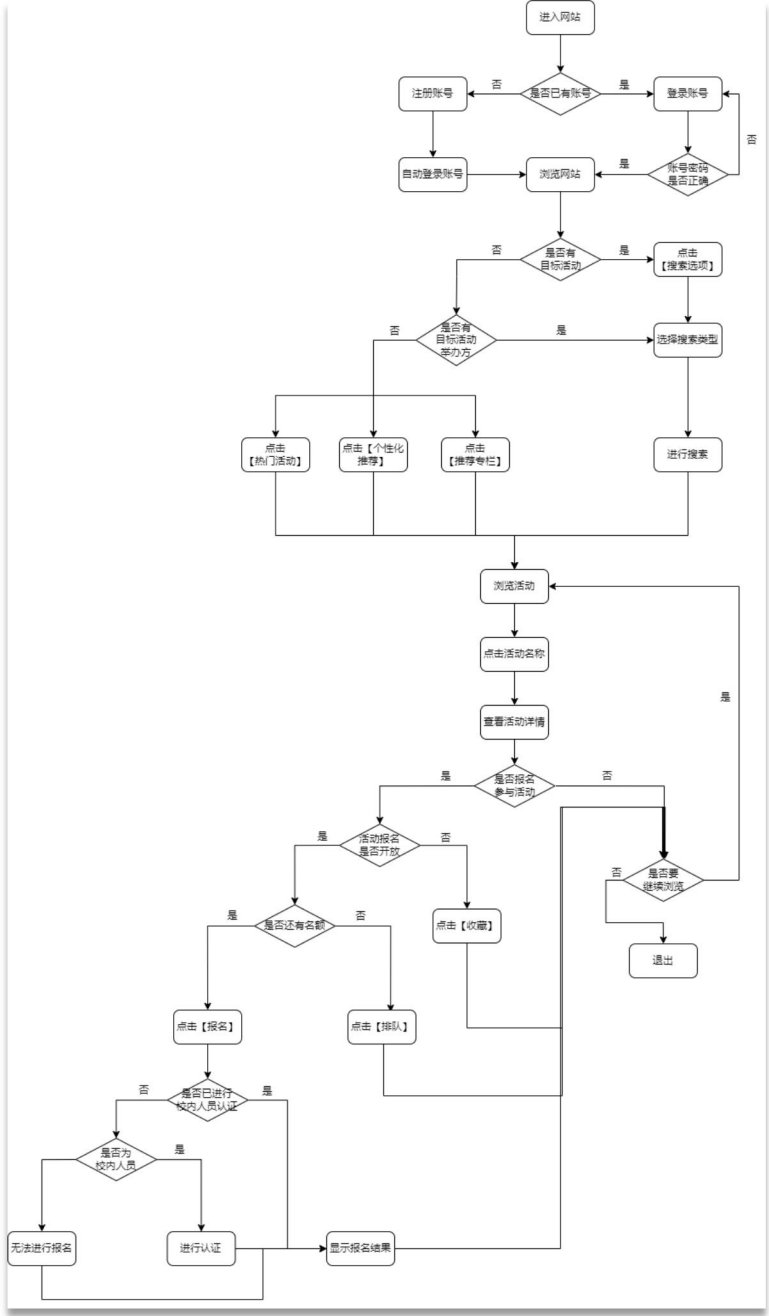 进入网站
否
是
注册账号
是否已有账号
登录账号
否
自动登录账号
浏览网站
是
账号密码
是否正确
否
是否有
目标活动
是
点击
【搜索选项】
否
是否有
目标活动
举办方
是
选择搜索类型
点击
【热门活动】
点击【个性化
推荐】
点击
【推荐专栏】
进行搜索
浏览活动
点击活动名称
查看活动详情
是
是
是否报名
参与活动
否
是
活动报名
是否开放
否
否
是否要
继续浏览
是
是否还有名额
否
点击【收藏】
退出
点击【报名】
点击【排队】
否
是否已进行
校内人员认证
是
是否为
校内人员
是
无法进行报名
进行认证
显示报名结果